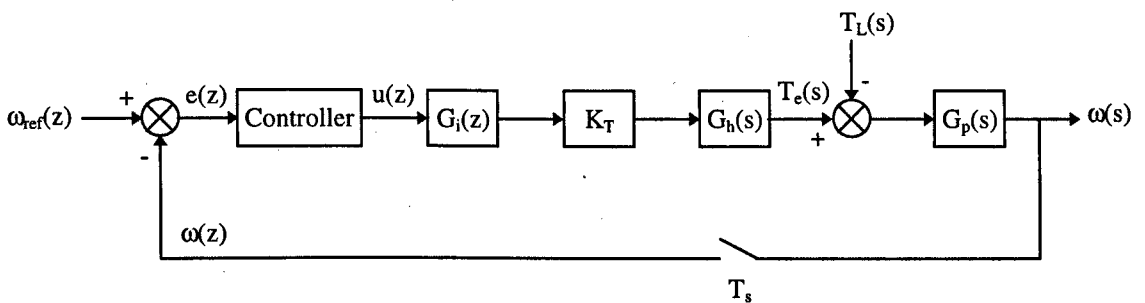 T_L(s)
-
+
e(z)
u(z)
T_e(s)
ω_ref(z)
Controller
G_i(z)
K_T
G_h(s)
+
G_p(s)
ω(s)
-
ω(z)
T_s